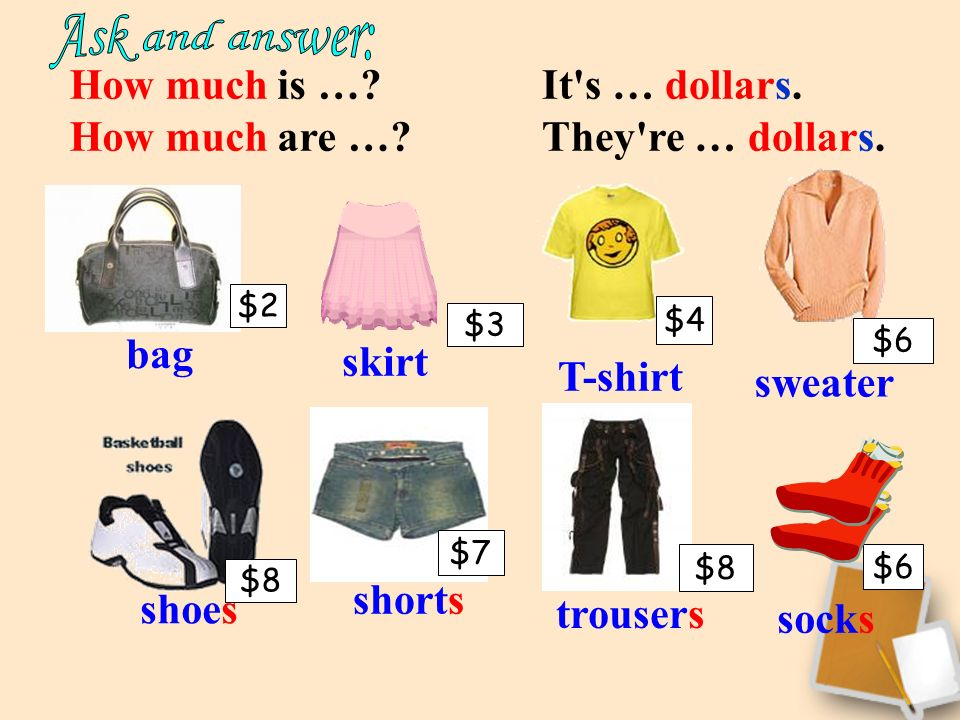 Ask and answer:
How much is …? It's … dollars.
How much are …? They're … dollars.
$2
$3
$4
$6
bag
skirt
T-shirt
sweater
Basketball
shoes
$8
$7
$8
$6
shoes
shorts
trousers
socks